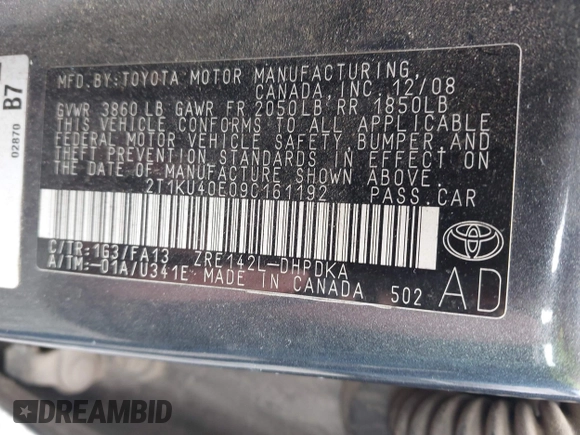 B7
02870
MFD. BY: TOYOTA MOTOR MANUFACTURING,
CANADA, INC. 12/08
GVWR 3860 LB GAWR FR 2050LB, RR 1850LB
THIS VEHICLE CONFORMS TO ALL APPLICABLE
FEDERAL MOTOR VEHICLE SAFETY, BUMPER, AND
THEFT PREVENTION STANDARDS IN EFFECT ON
THE DATE OF MANUFACTURE SHOWN ABOVE.
2T1KU40E09C161192 PASS. CAR
C/TR: 1G3/FA13 ZRE142L-DHPDKA
A/TM: -01A/U341E MADE IN CANADA 502
AD
DREAMBID